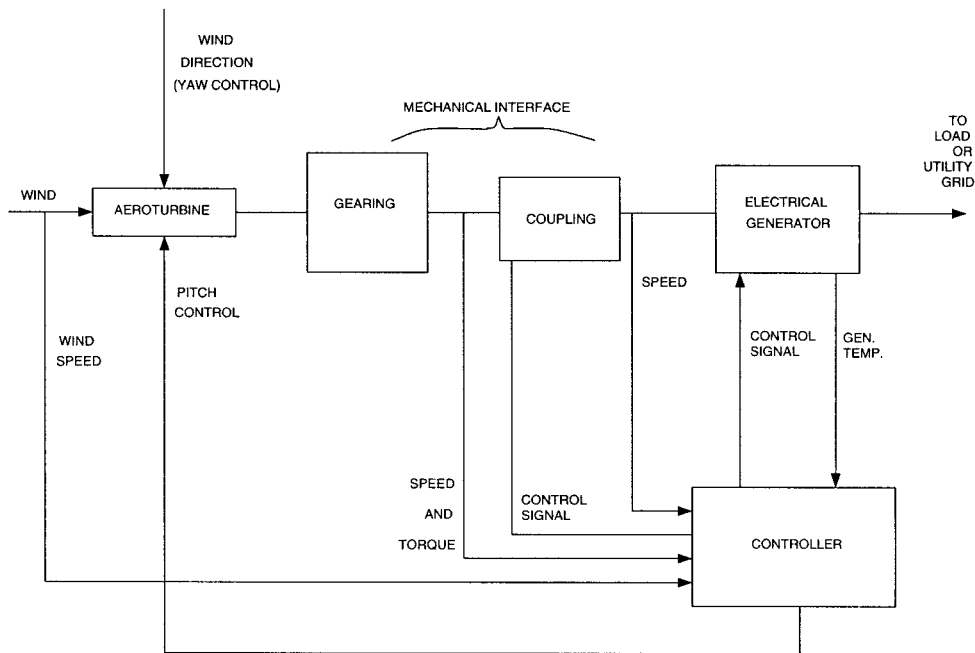 WIND
DIRECTION
(YAW CONTROL)
MECHANICAL INTERFACE
TO
LOAD
OR
UTILITY
GRID
WIND
AEROTURBINE
GEARING
COUPLING
ELECTRICAL
GENERATOR
PITCH
CONTROL
SPEED
WIND
SPEED
CONTROL
SIGNAL
GEN.
TEMP.
SPEED
AND
TORQUE
CONTROL
SIGNAL
CONTROLLER